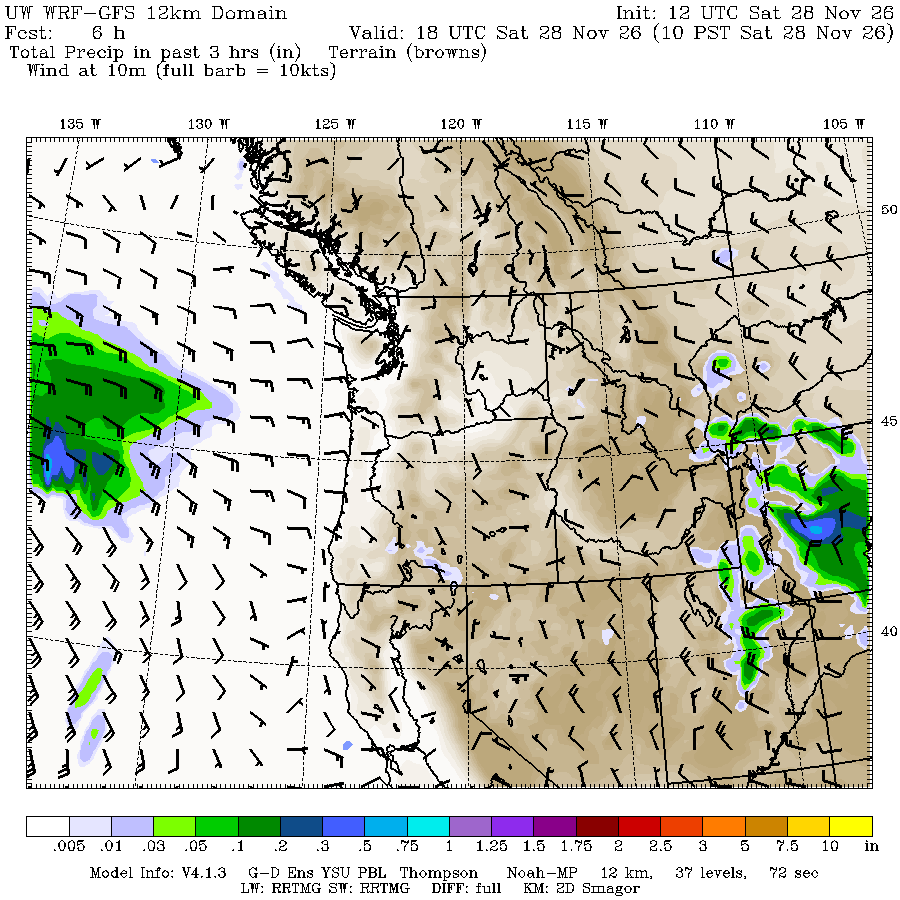 UW WRF-GFS 12km Domain Init: 12 UTC Sat 28 Nov 26
Fcst: 6 h Valid: 18 UTC Sat 28 Nov 26 (10 PST Sat 28 Nov 26)
Total Precip in past 3 hrs (in) Terrain (browns)
Wind at 10m (full barb = 10kts)
135 W 130 W 125 W 120 W 115 W 110 W 105 W
50
45
40
.005 .01 .03 .05 .1 .2 .3 .5 .75 1 1.25 1.5 1.75 2 2.5 3 5 7.5 10 in
Model Info: V4.1.3 G-D Ens YSU PBL Thompson Noah-MP 12 km, 37 levels, 72 sec
LW: RRTMG SW: RRTMG DIFF: full KM: 2D Smagor